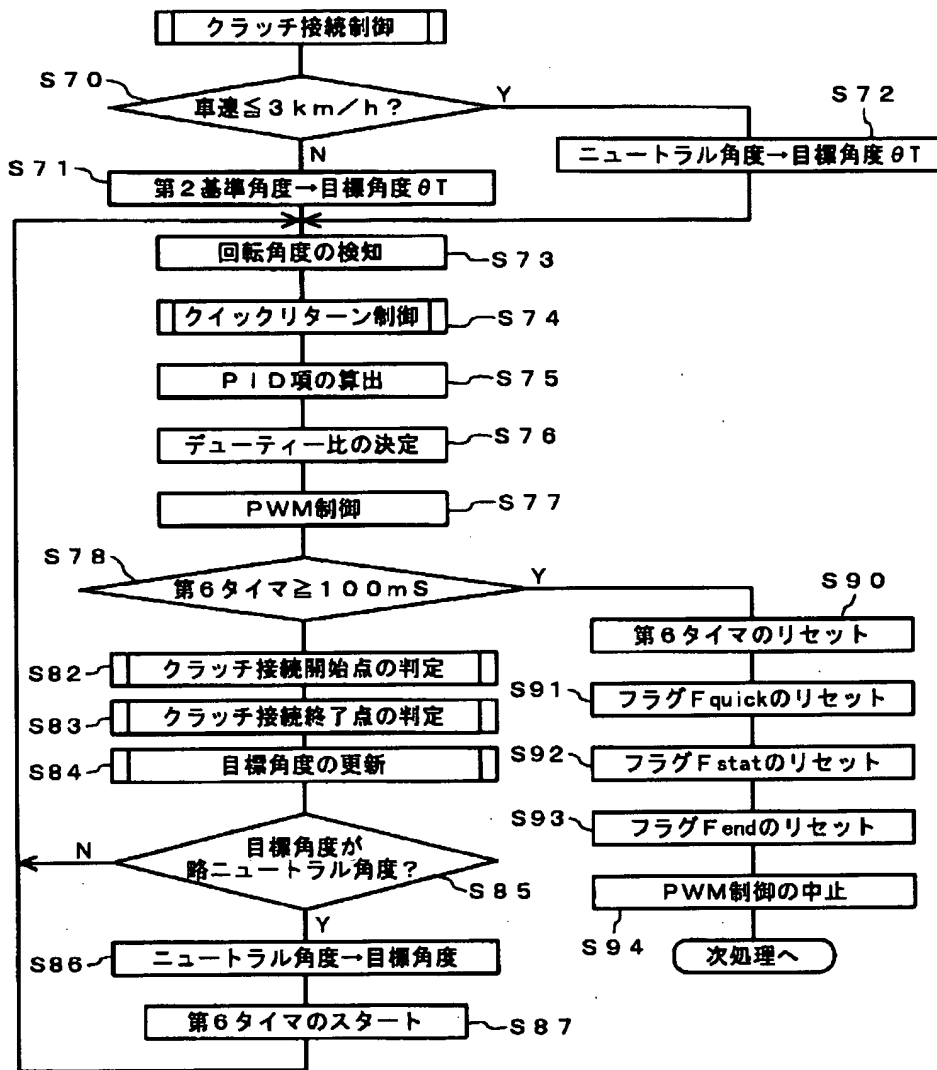 クラッチ接続制御
S70
車速≦3km/h?
Y
S72
ニュートラル角度→目標角度θT
N
S71
第2基準角度→目標角度θT
回転角度の検知
S73
クイックリターン制御
S74
PID項の算出
S75
デューティー比の決定
S76
PWM制御
S77
S78
第6タイマ≧100mS
Y
S90
第6タイマのリセット
S82
クラッチ接続開始点の判定
S91
フラグFquickのリセット
S83
クラッチ接続終了点の判定
S92
フラグFstatのリセット
S84
目標角度の更新
S93
フラグFendのリセット
N
目標角度が
略ニュートラル角度?
S85
PWM制御の中止
S94
Y
次処理へ
S86
ニュートラル角度→目標角度
第6タイマのスタート
S87